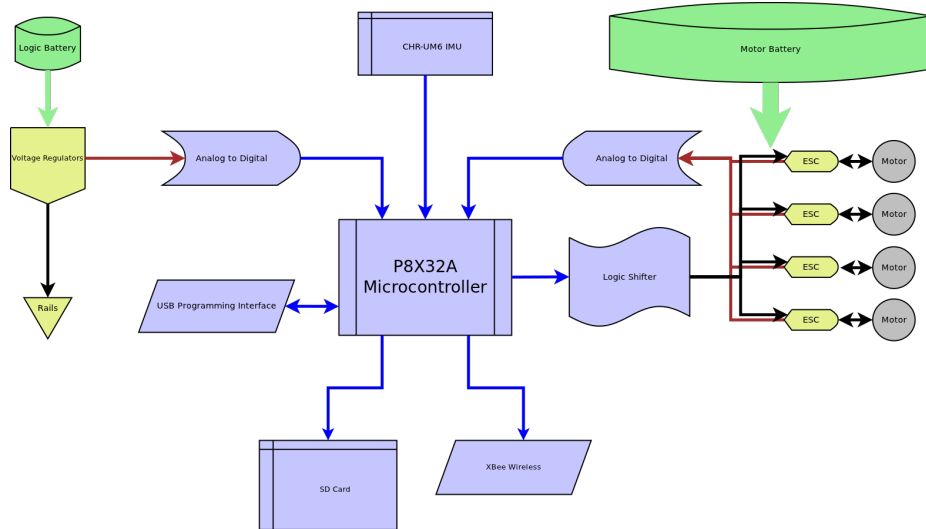 Logic Battery
CHR-UM6 IMU
Motor Battery
Voltage Regulators
Analog to Digital
Analog to Digital
ESC
Motor
ESC
Motor
P8X32A
Microcontroller
Logic Shifter
ESC
Motor
USB Programming Interface
Rails
ESC
Motor
SD Card
XBee Wireless